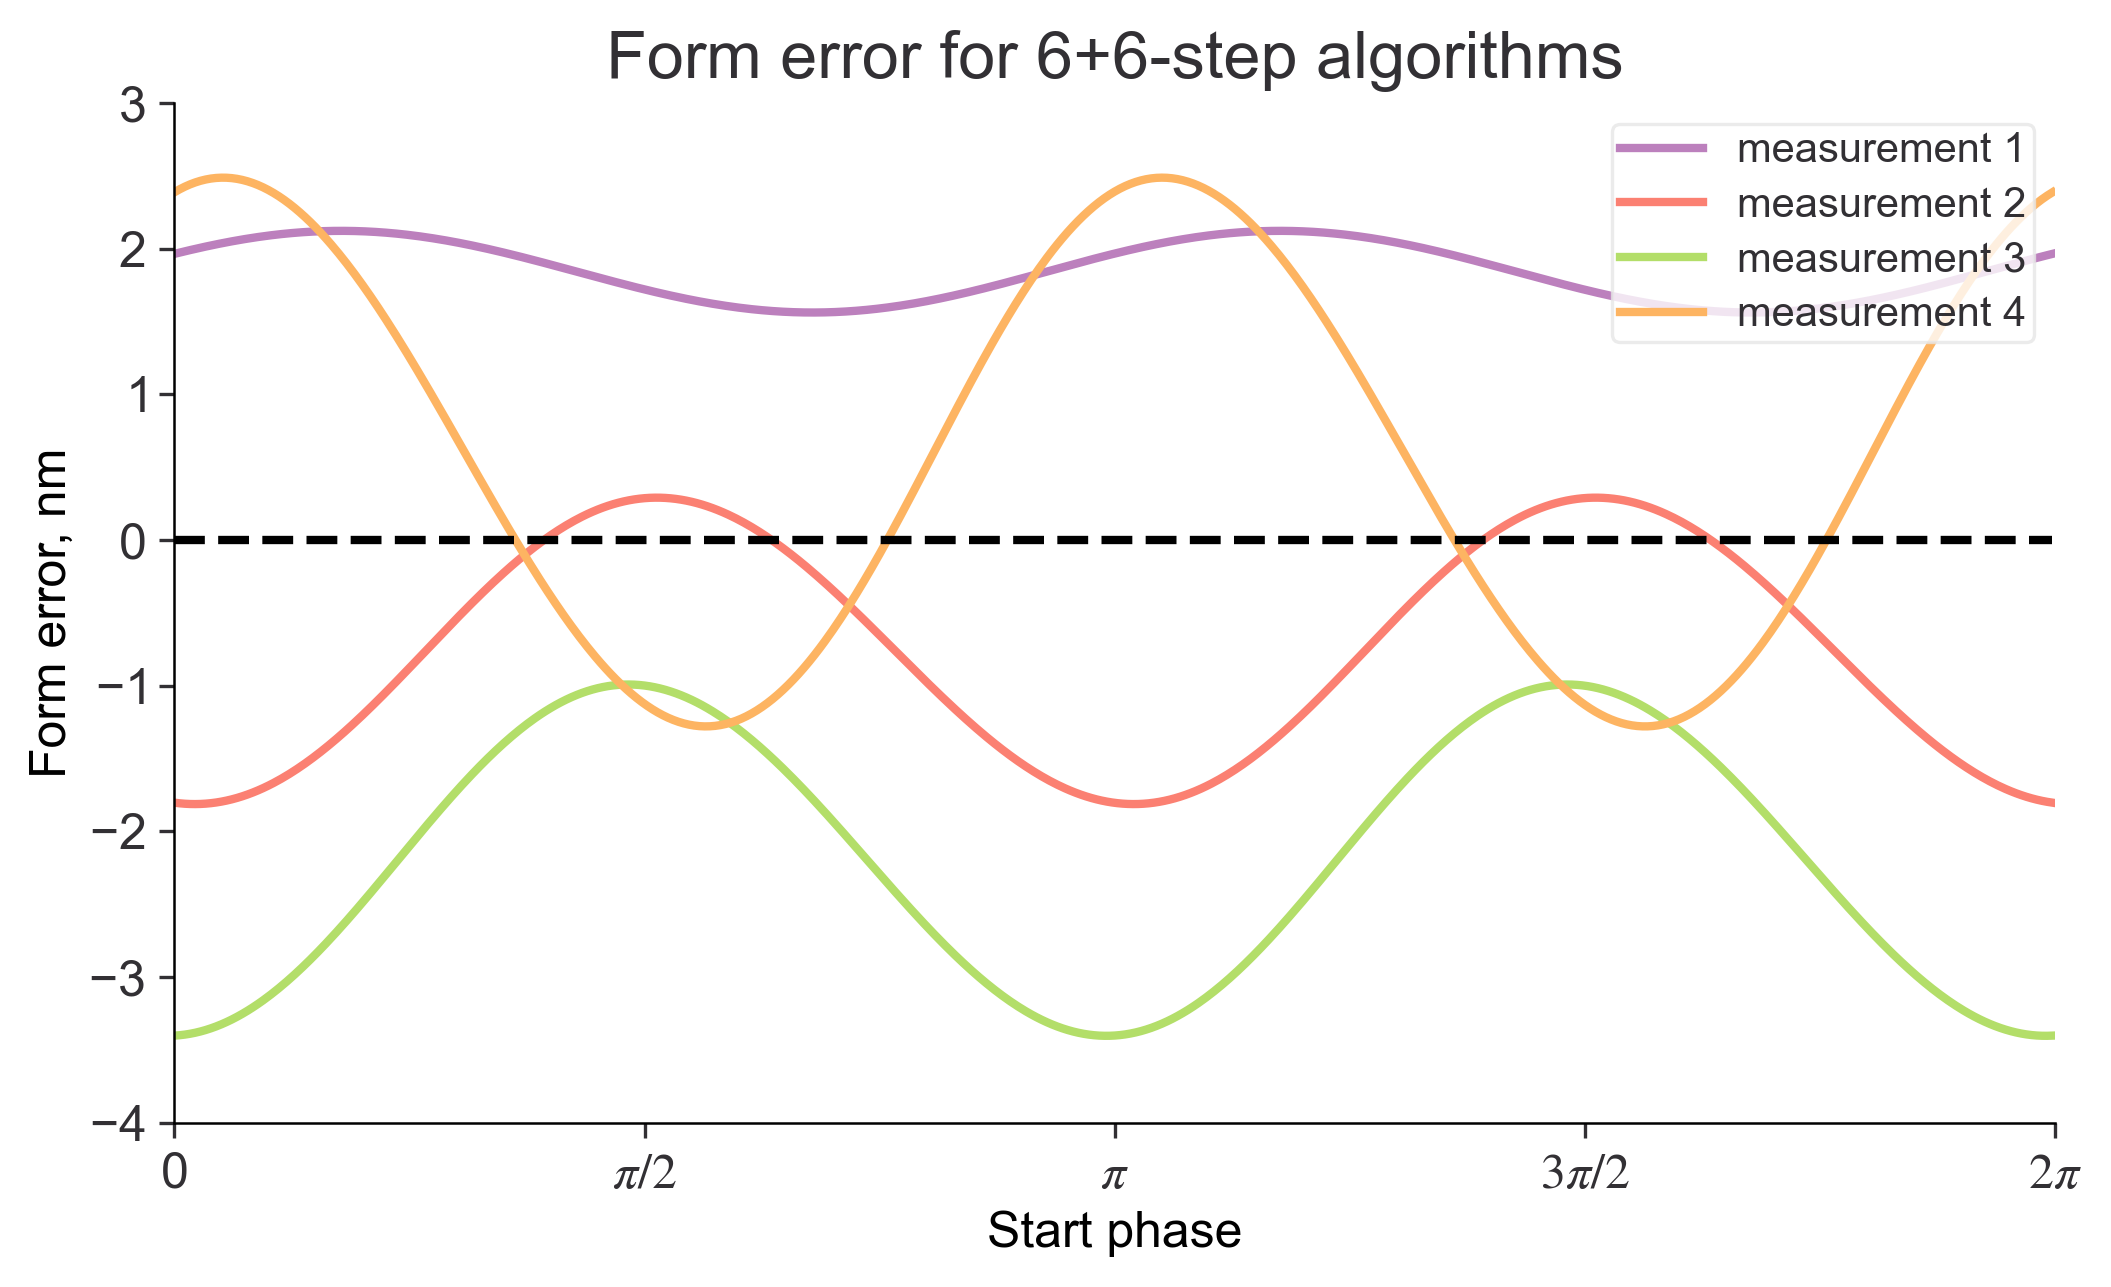 Form error for 6+6-step algorithms
3
2
1
0
−1
−2
−3
−4
Form error, nm
measurement 1
measurement 2
measurement 3
measurement 4
0 π/2 π 3π/2 2π
Start phase